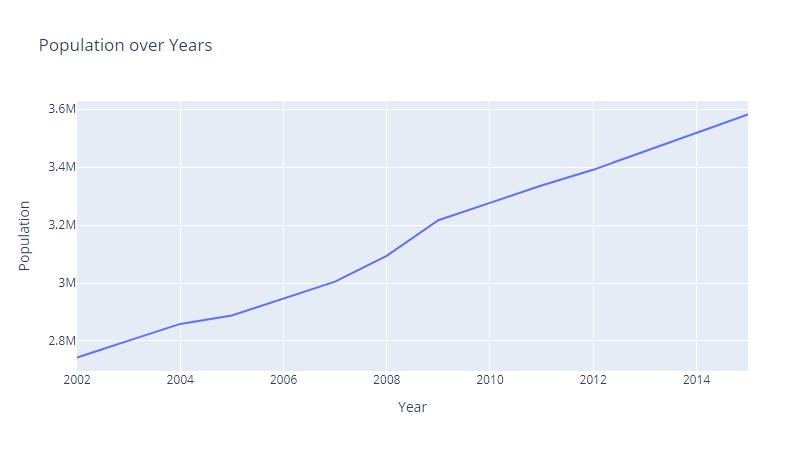 Population over Years
3.6M
3.4M
3.2M
3M
2.8M
Population
2002 2004 2006 2008 2010 2012 2014
Year